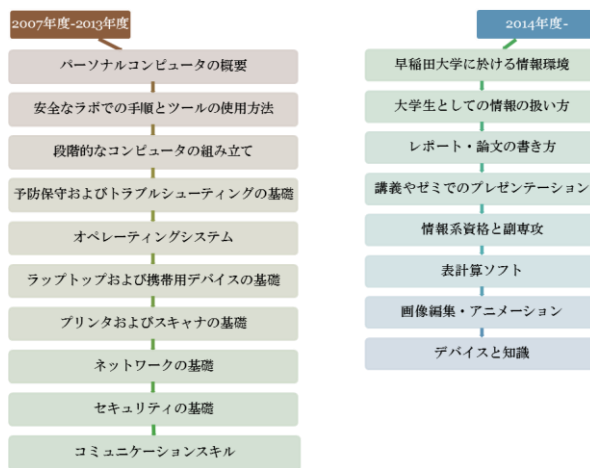 2007年度-2013年度
パーソナルコンピュータの概要
安全なラボでの手順とツールの使用方法
段階的なコンピュータの組み立て
予防保守およびトラブルシューティングの基礎
オペレーティングシステム
ラップトップおよび携帯用デバイスの基礎
プリンタおよびスキャナの基礎
ネットワークの基礎
セキュリティの基礎
コミュニケーションスキル
2014年度-
早稲田大学に於ける情報環境
大学生としての情報の扱い方
レポート・論文の書き方
講義やゼミでのプレゼンテーション
情報系資格と副専攻
表計算ソフト
画像編集・アニメーション
デバイスと知識